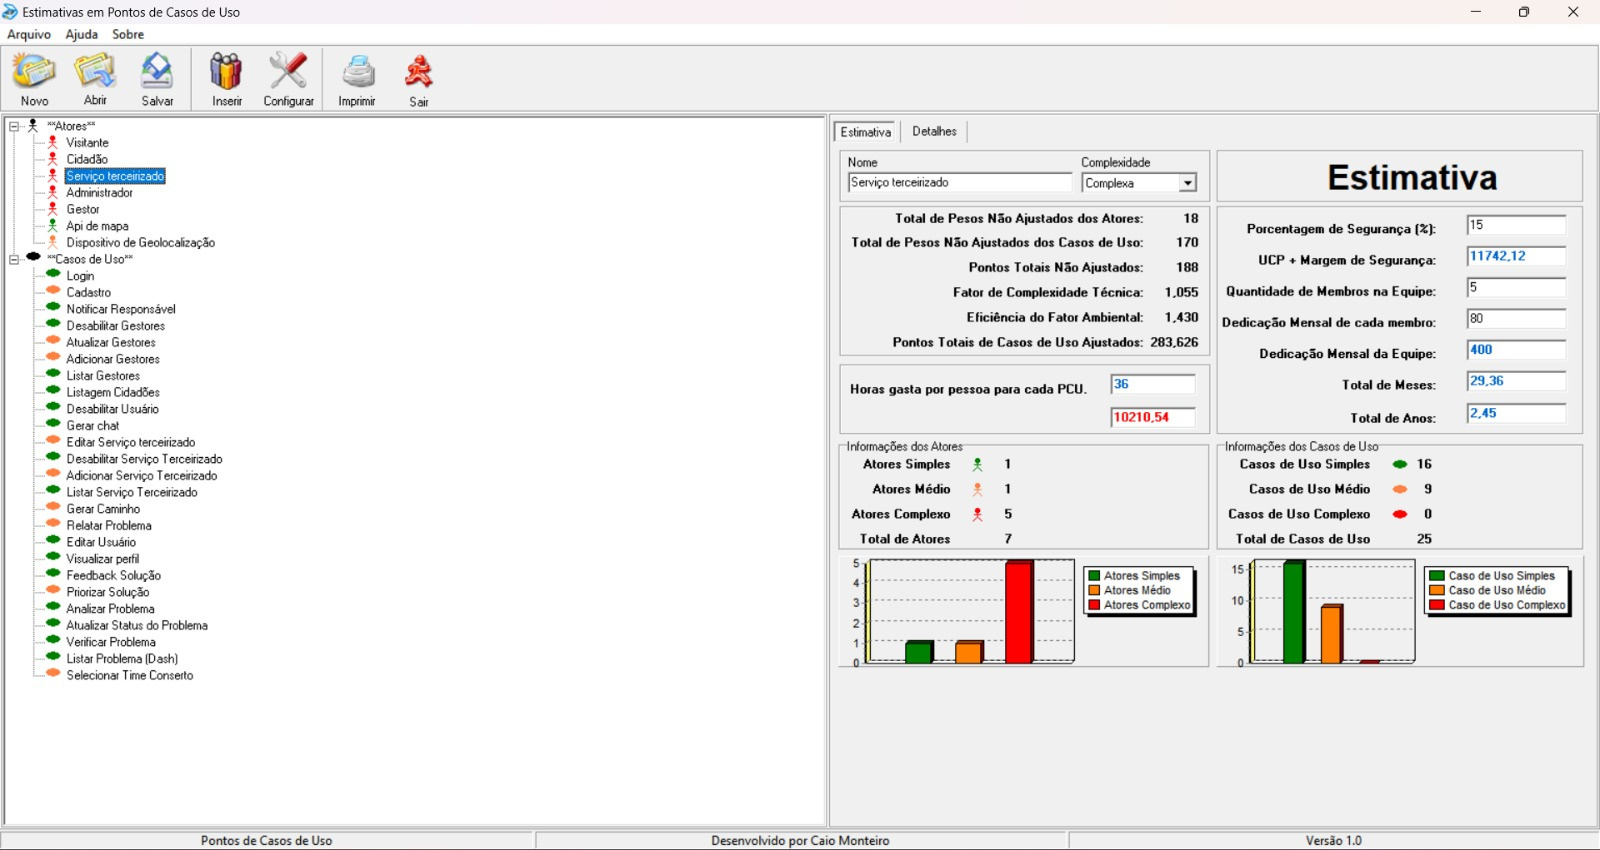 Estimativas em Pontos de Casos de Uso
Arquivo Ajuda Sobre
Novo Abrir Salvar Inserir Configurar Imprimir Sair
**Atores**
Visitante
Cidadão
Serviço terceirizado
Administrador
Gestor
Api de mapa
Dispositivo de Geolocalização
**Casos de Uso**
Login
Cadastro
Notificar Responsável
Desabilitar Gestores
Atualizar Gestores
Adicionar Gestores
Listar Gestores
Listagem Cidadões
Desabilitar Usuário
Gerar chat
Editar Serviço terceirizado
Desabilitar Serviço Terceirizado
Adicionar Serviço Terceirizado
Listar Serviço Terceirizado
Gerar Caminho
Relatar Problema
Editar Usuário
Visualizar perfil
Feedback Solução
Priorizar Solução
Analizar Problema
Atualizar Status do Problema
Verificar Problema
Listar Problema (Dash)
Selecionar Time Conserto
Estimativa Detalhes
Nome Complexidade
Serviço terceirizado Complexa
Total de Pesos Não Ajustados dos Atores: 18
Total de Pesos Não Ajustados dos Casos de Uso: 170
Pontos Totais Não Ajustados: 188
Fator de Complexidade Técnica: 1,055
Eficiência do Fator Ambiental: 1,430
Pontos Totais de Casos de Uso Ajustados: 283,626
Horas gasta por pessoa para cada PCU. 36
10210,54
Estimativa
Porcentagem de Segurança (%): 15
UCP + Margem de Segurança: 11742,12
Quantidade de Membros na Equipe: 5
Dedicação Mensal de cada membro: 80
Dedicação Mensal da Equipe: 400
Total de Meses: 29,36
Total de Anos: 2,45
Informações dos Atores
Atores Simples 1
Atores Médio 1
Atores Complexo 5
Total de Atores 7
Informações dos Casos de Uso
Casos de Uso Simples 16
Casos de Uso Médio 9
Casos de Uso Complexo 0
Total de Casos de Uso 25
5
4
3
2
1
0
Atores Simples
Atores Médio
Atores Complexo
15
10
5
0
Caso de Uso Simples
Caso de Uso Médio
Caso de Uso Complexo
Pontos de Casos de Uso Desenvolvido por Caio Monteiro Versão 1.0